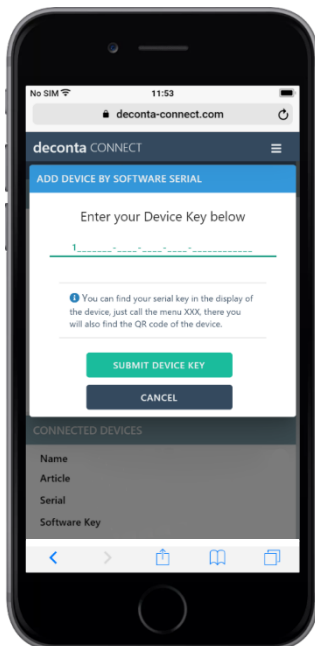 No SIM 11:53
deconta-connect.com
deconta CONNECT
ADD DEVICE BY SOFTWARE SERIAL
Enter your Device Key below
1_______-____-____-____-____________
You can find your serial key in the display of
the device, just call the menu XXX, there you
will also find the QR code of the device.
SUBMIT DEVICE KEY
CANCEL
CONNECTED DEVICES
Name
Article
Serial
Software Key